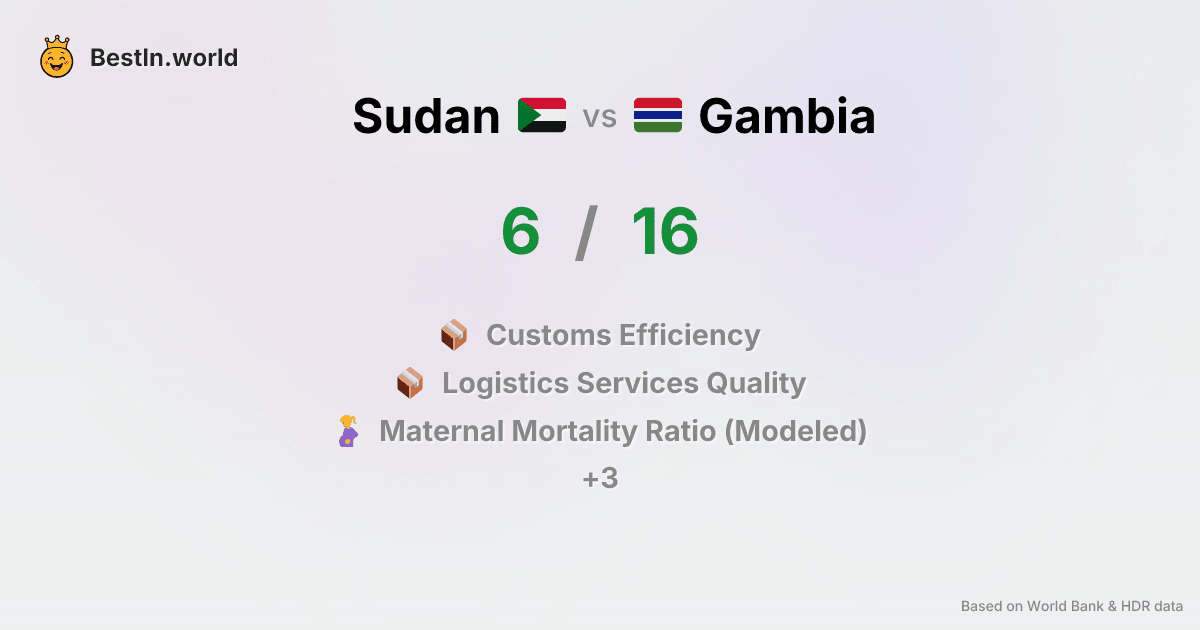 BestIn.world
Sudan vs Gambia
6 / 16
Customs Efficiency
Logistics Services Quality
Maternal Mortality Ratio (Modeled)
+3
Based on World Bank & HDR data